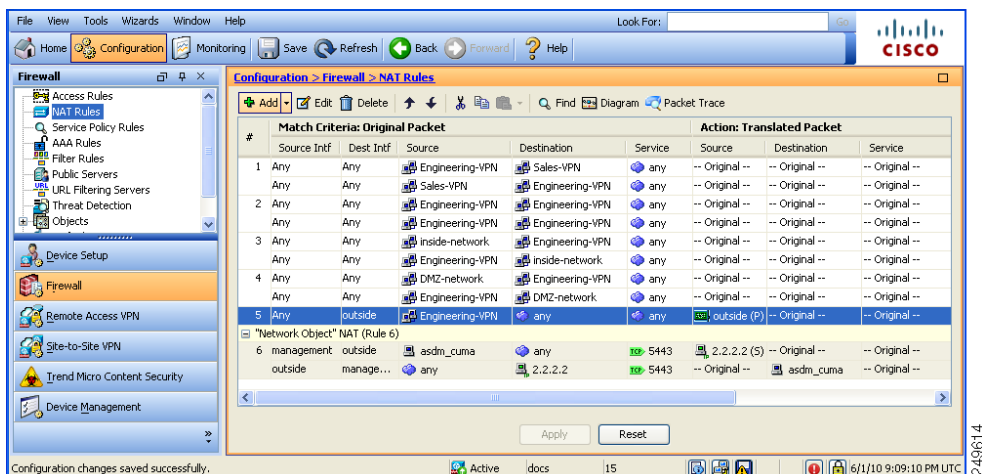 File View Tools Wizards Window Help Look For: Go
Home Configuration Monitoring Save Refresh Back Forward Help
CISCO
Firewall
Access Rules
NAT Rules
Service Policy Rules
AAA Rules
Filter Rules
Public Servers
URL Filtering Servers
Threat Detection
Objects
Device Setup
Firewall
Remote Access VPN
Site-to-Site VPN
Trend Micro Content Security
Device Management
Configuration > Firewall > NAT Rules
Add Edit Delete Find Diagram Packet Trace
# Match Criteria: Original Packet Action: Translated Packet
Source Intf Dest Intf Source Destination Service Source Destination Service
1 Any Any Engineering-VPN Sales-VPN any -- Original -- -- Original -- -- Original --
Any Any Sales-VPN Engineering-VPN any -- Original -- -- Original -- -- Original --
2 Any Any Engineering-VPN Engineering-VPN any -- Original -- -- Original -- -- Original --
Any Any Engineering-VPN Engineering-VPN any -- Original -- -- Original -- -- Original --
3 Any Any inside-network Engineering-VPN any -- Original -- -- Original -- -- Original --
Any Any Engineering-VPN inside-network any -- Original -- -- Original -- -- Original --
4 Any Any DMZ-network Engineering-VPN any -- Original -- -- Original -- -- Original --
Any Any Engineering-VPN DMZ-network any -- Original -- -- Original -- -- Original --
5 Any outside Engineering-VPN any any outside (P) -- Original -- -- Original --
"Network Object" NAT (Rule 6)
6 management outside asdm_cuma any TCP 5443 2.2.2.2 (S) -- Original -- -- Original --
outside manage... any 2.2.2.2 TCP 5443 -- Original -- asdm_cuma -- Original --
Apply Reset
Configuration changes saved successfully. Active docs 15 6/1/10 9:09:10 PM UTC
249614